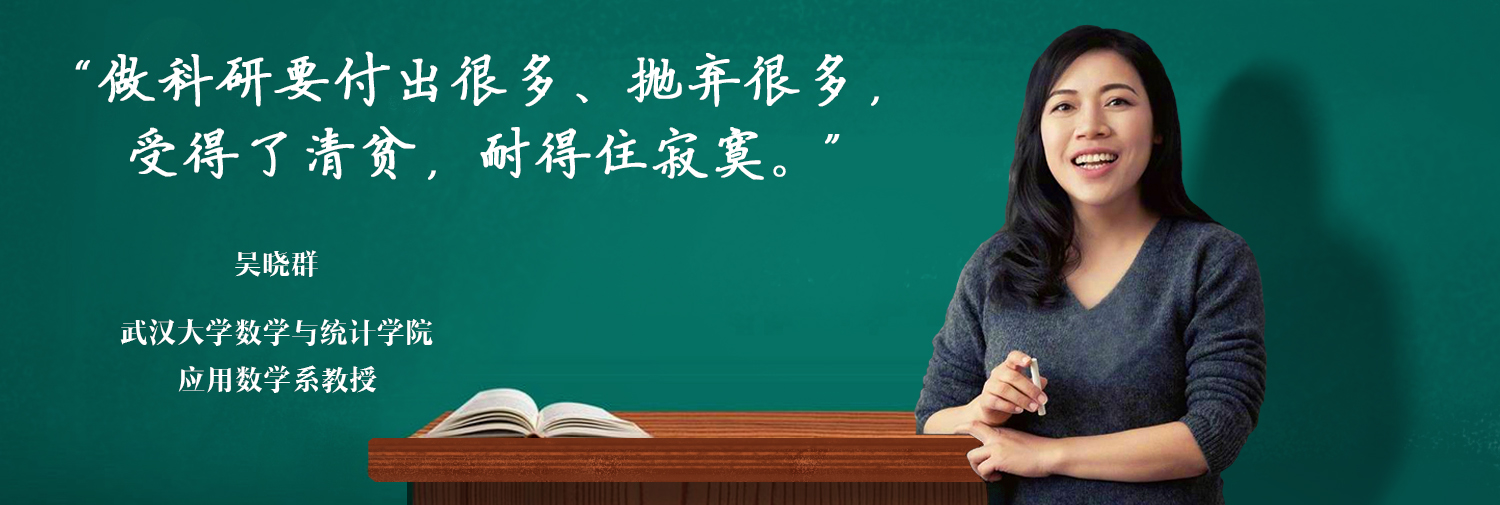 “做科研要付出很多、抛弃很多，
受得了清贫，耐得住寂寞。”
吴晓群
武汉大学数学与统计学院
应用数学系教授